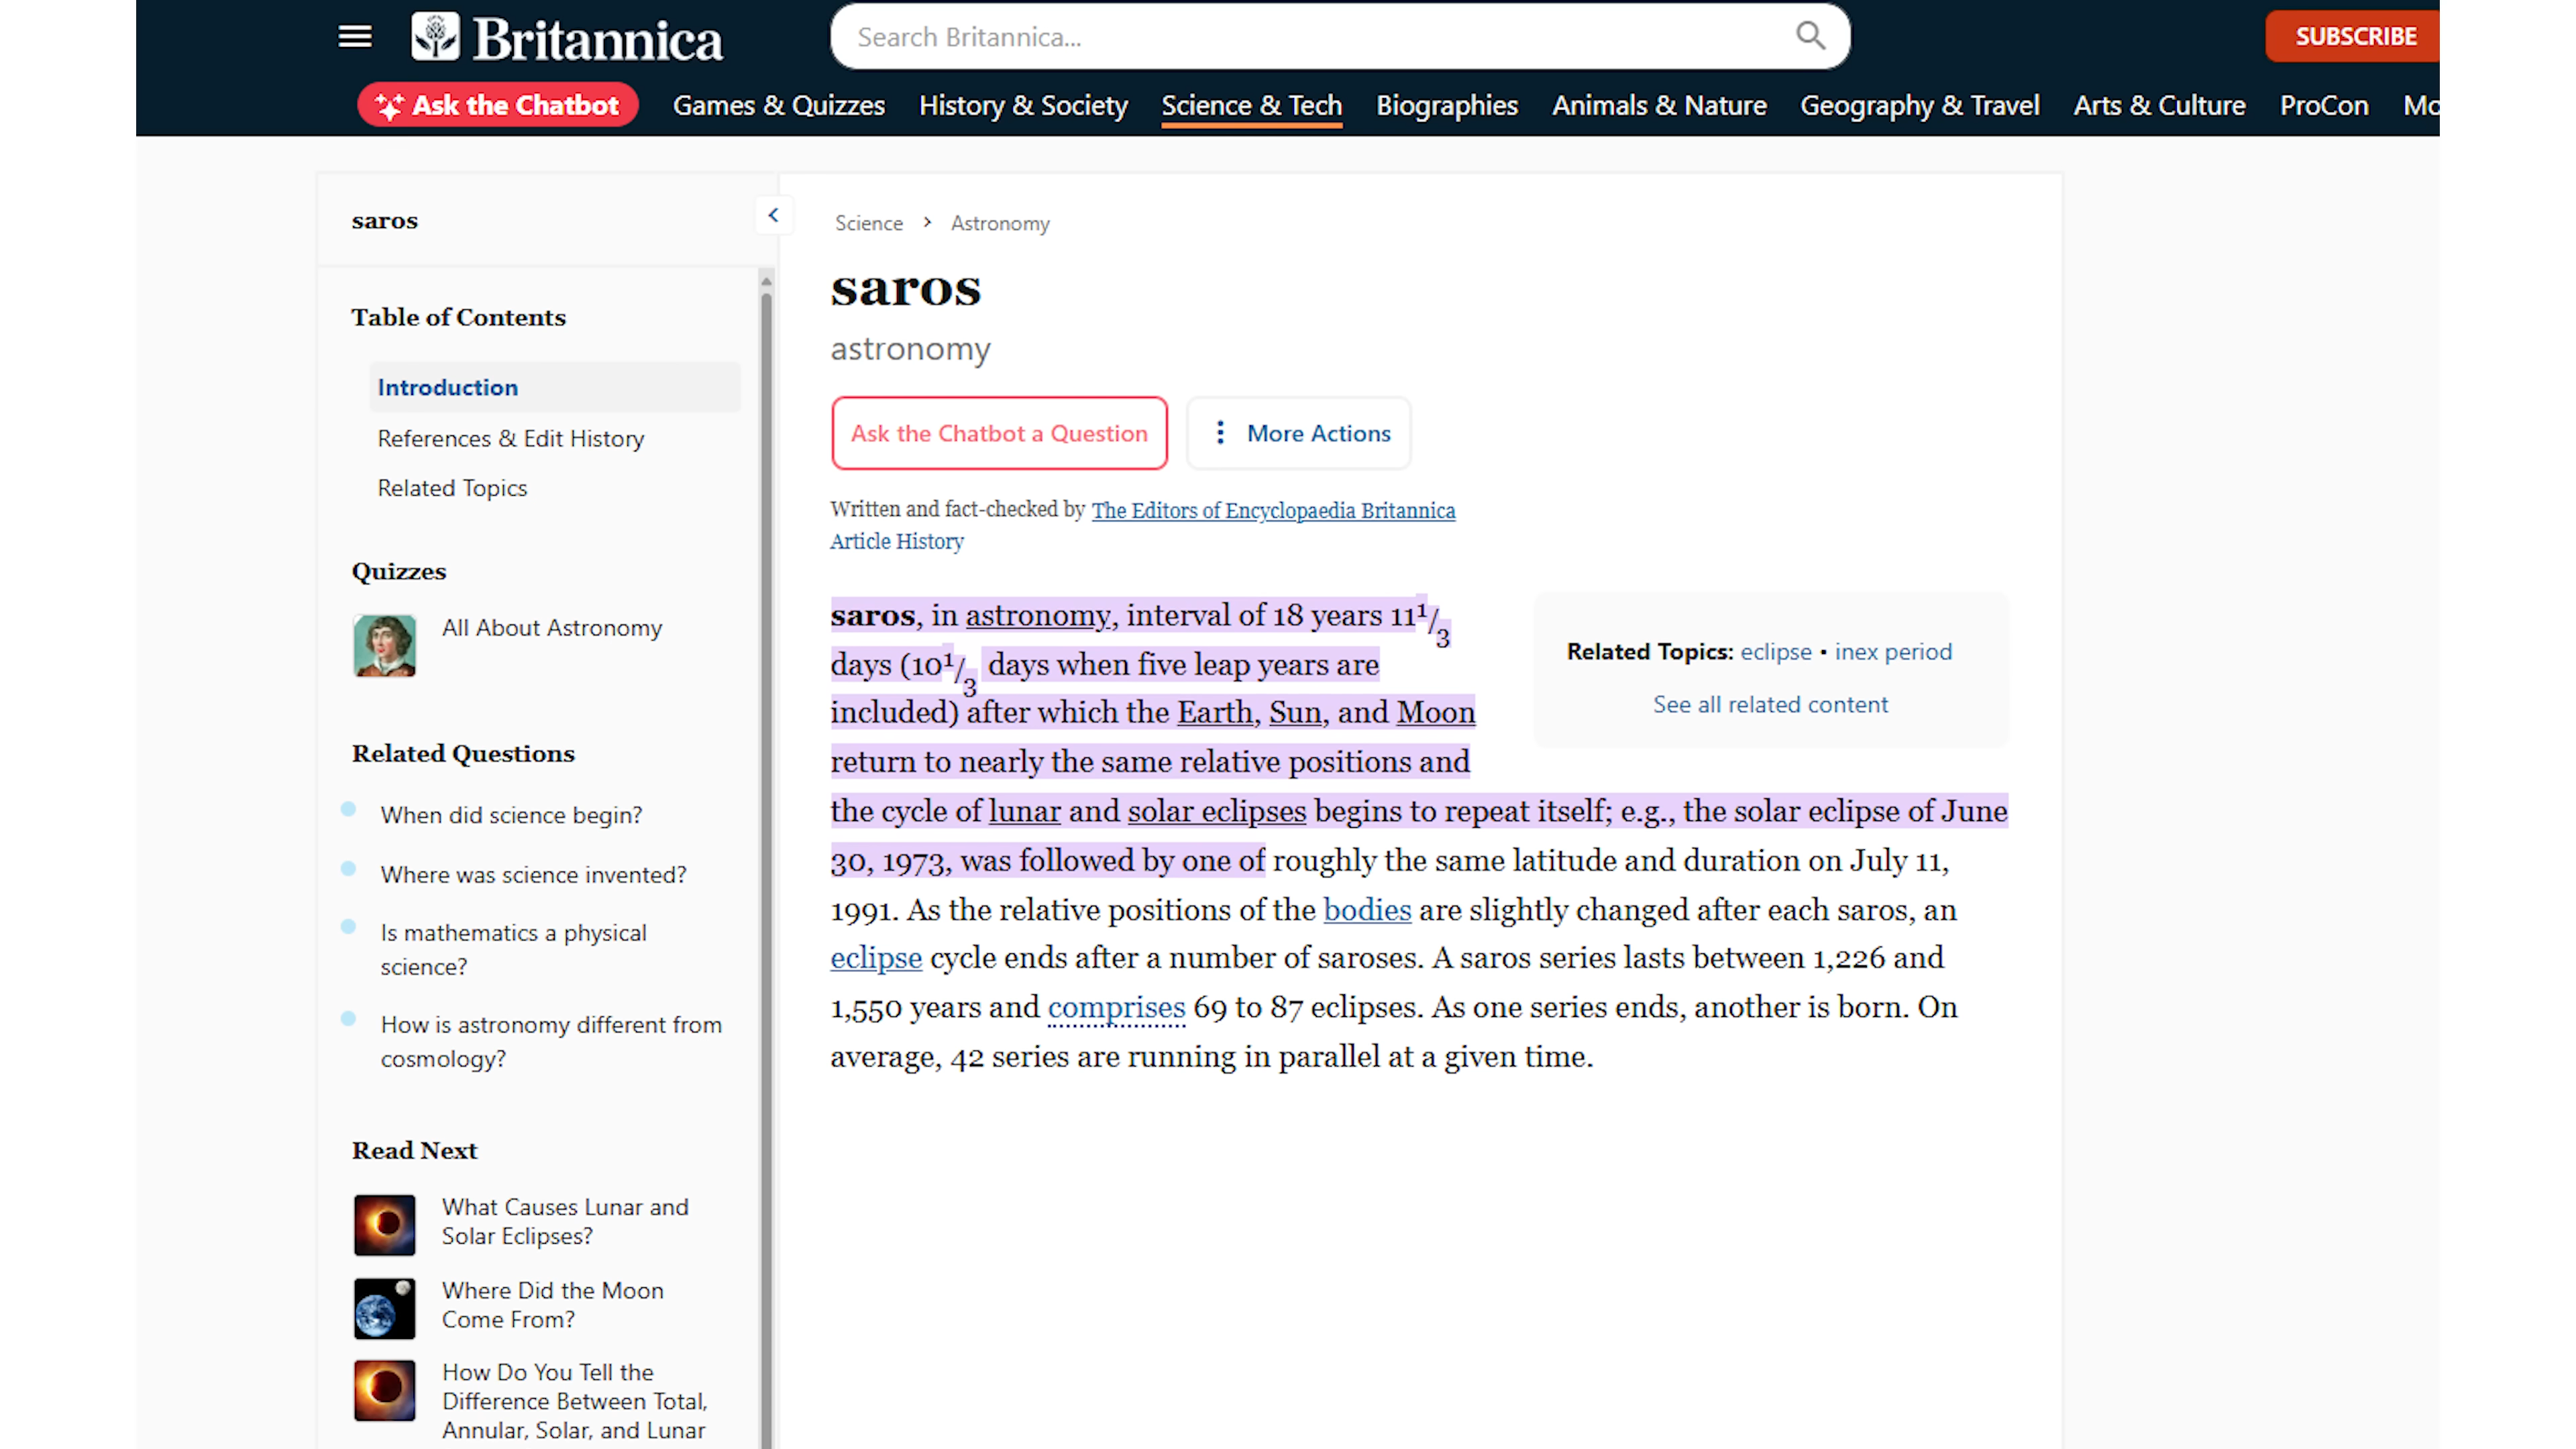 Britannica
Search Britannica...
SUBSCRIBE
Ask the Chatbot
Games & Quizzes
History & Society
Science & Tech
Biographies
Animals & Nature
Geography & Travel
Arts & Culture
ProCon
Mo
saros
Table of Contents
Introduction
References & Edit History
Related Topics
Quizzes
All About Astronomy
Related Questions
When did science begin?
Where was science invented?
Is mathematics a physical
science?
How is astronomy different from
cosmology?
Read Next
What Causes Lunar and
Solar Eclipses?
Where Did the Moon
Come From?
How Do You Tell the
Difference Between Total,
Annular, Solar, and Lunar
Science > Astronomy
saros
astronomy
Ask the Chatbot a Question
More Actions
Written and fact-checked by The Editors of Encyclopaedia Britannica
Article History
saros, in astronomy, interval of 18 years 11 1/3
days (10 1/3 days when five leap years are
included) after which the Earth, Sun, and Moon
return to nearly the same relative positions and
the cycle of lunar and solar eclipses begins to repeat itself; e.g., the solar eclipse of June
30, 1973, was followed by one of roughly the same latitude and duration on July 11,
1991. As the relative positions of the bodies are slightly changed after each saros, an
eclipse cycle ends after a number of saroses. A saros series lasts between 1,226 and
1,550 years and comprises 69 to 87 eclipses. As one series ends, another is born. On
average, 42 series are running in parallel at a given time.
Related Topics: eclipse • inex period
See all related content